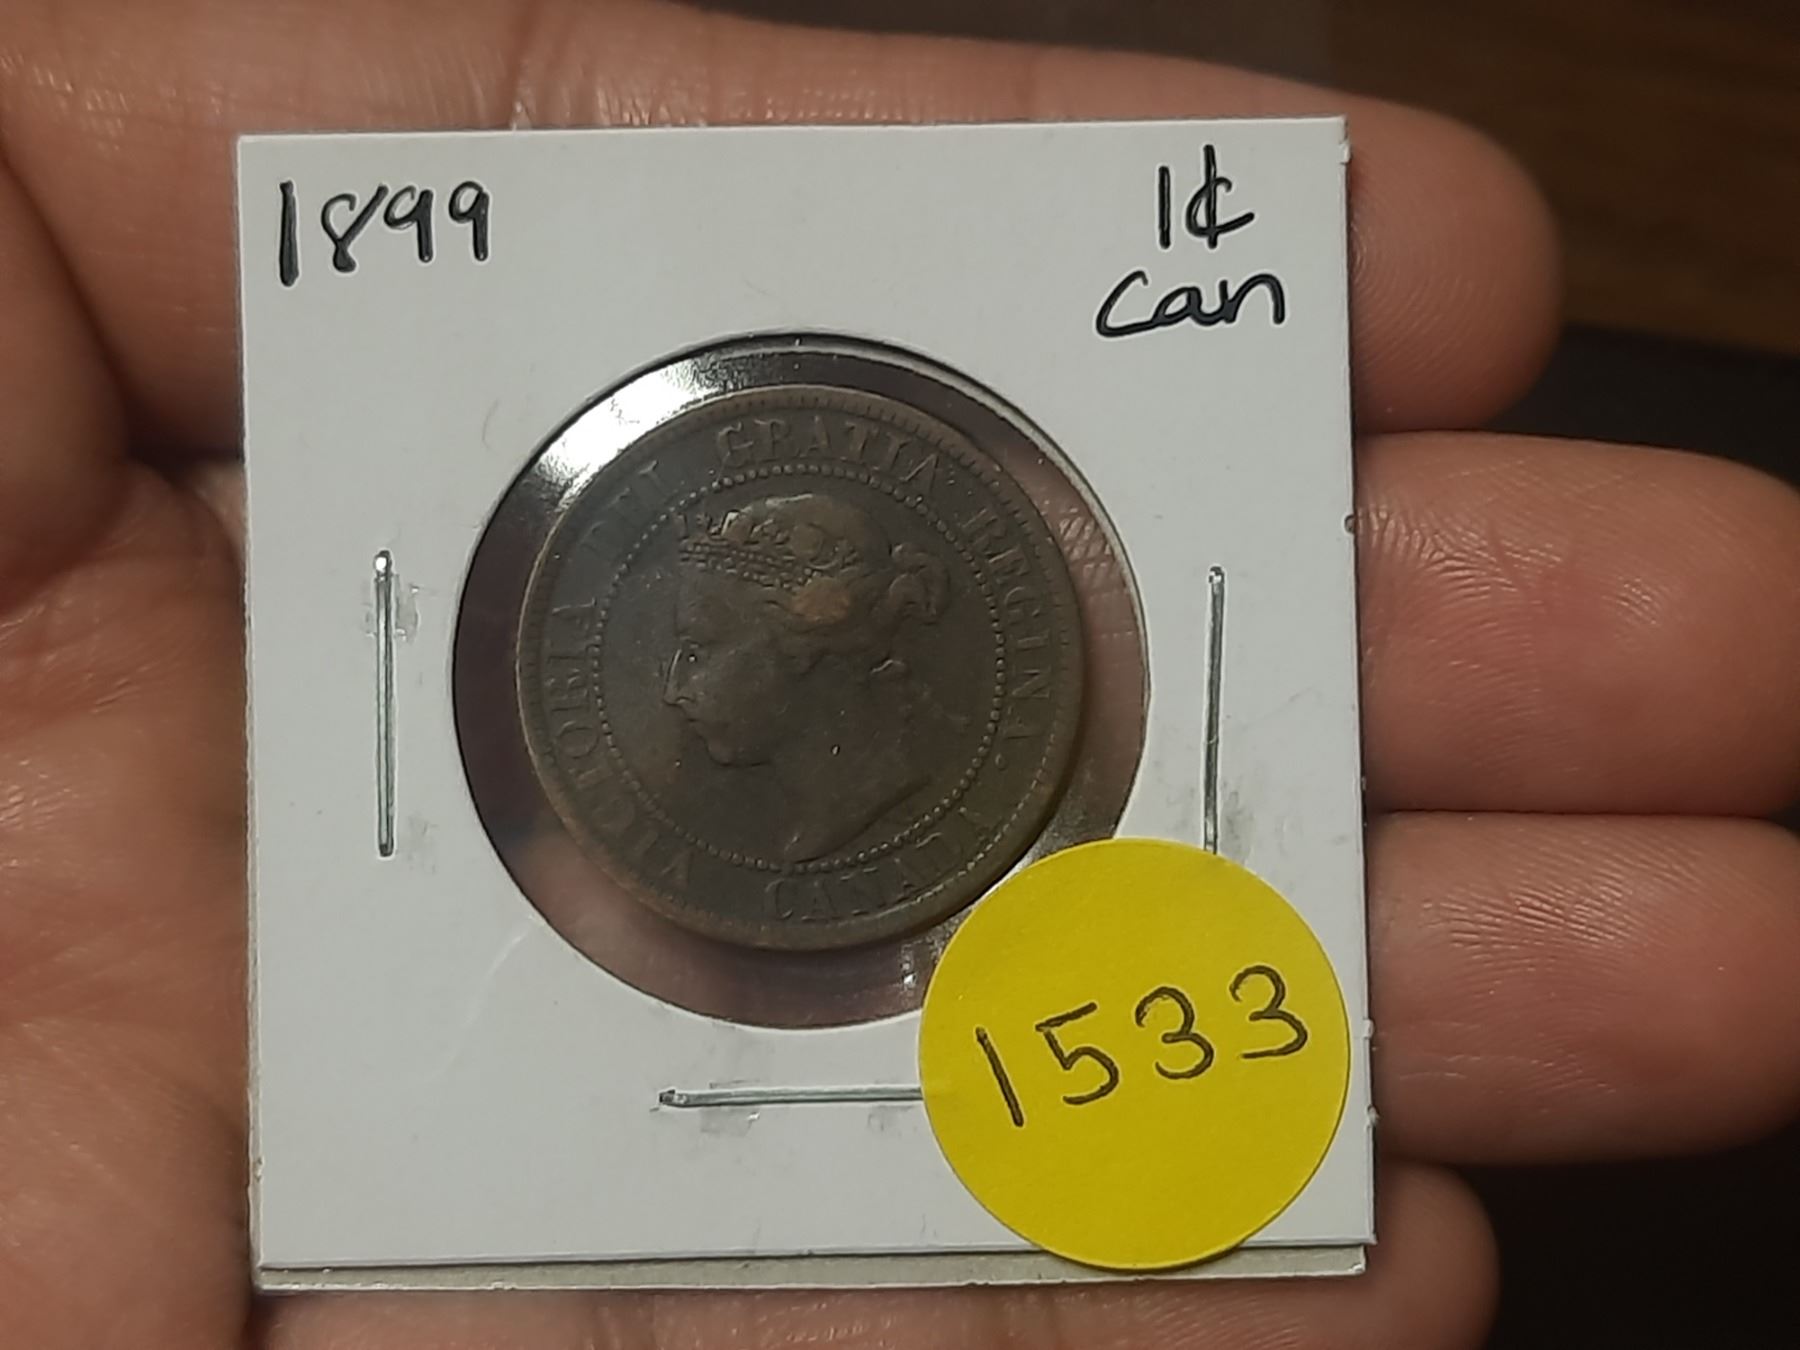 1899
1¢
Can
VICTORIA DEI GRATIA REGINA.
CANADA
1533